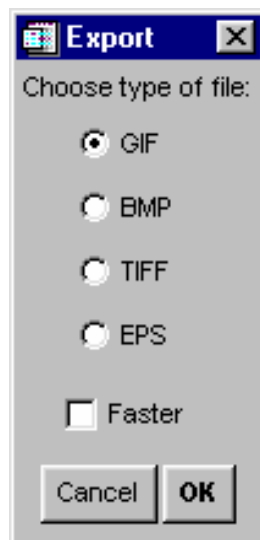 Export
Choose type of file:
GIF
BMP
TIFF
EPS
Faster
Cancel OK